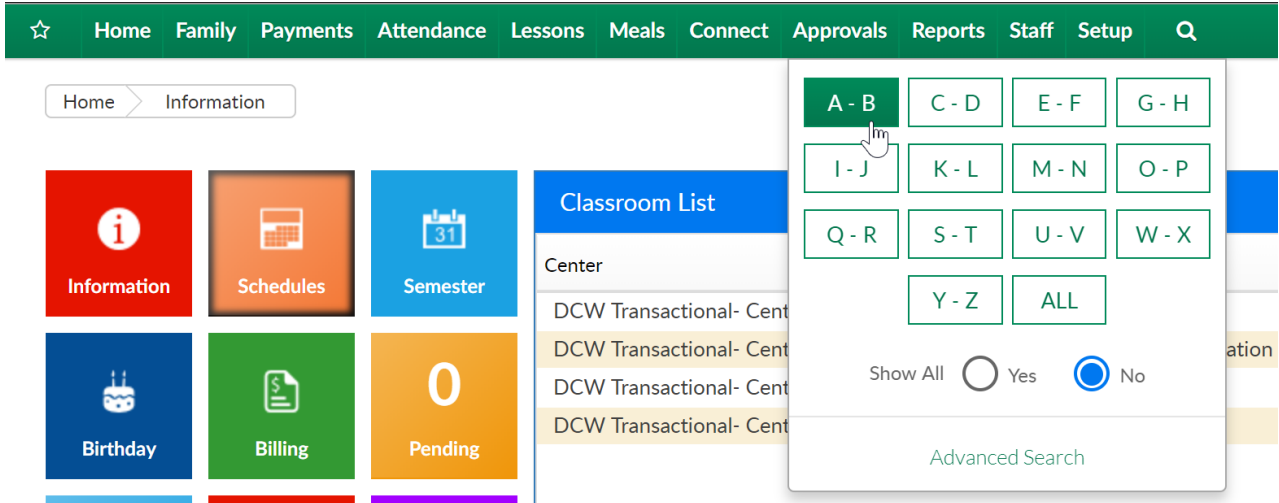 Home Family Payments Attendance Lessons Meals Connect Approvals Reports Staff Setup
Home Information
A - B C - D E - F G - H
I - J K - L M - N O - P
Q - R S - T U - V W - X
Y - Z ALL
Show All Yes No
Advanced Search
Information Schedules 31 Semester
Birthday $ Billing 0 Pending
Classroom List
Center
DCW Transactional- Cent
DCW Transactional- Cent ation
DCW Transactional- Cent
DCW Transactional- Cent